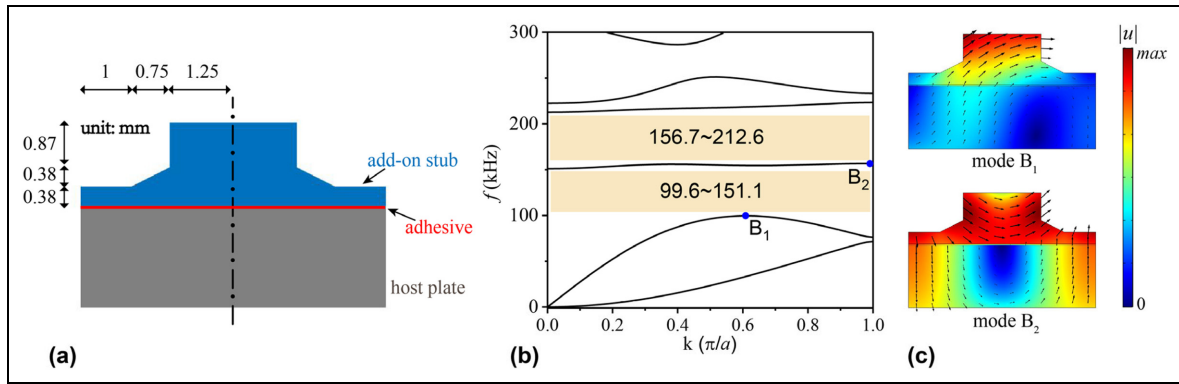 1 0.75 1.25
unit: mm
0.87
0.38
0.38
add-on stub
adhesive
host plate
(a)
300
200
100
0
f (kHz)
156.7~212.6
99.6~151.1
B2
B1
0.0 0.2 0.4 0.6 0.8 1.0
k (π/a)
(b)
|u|
max
0
mode B1
mode B2
(c)